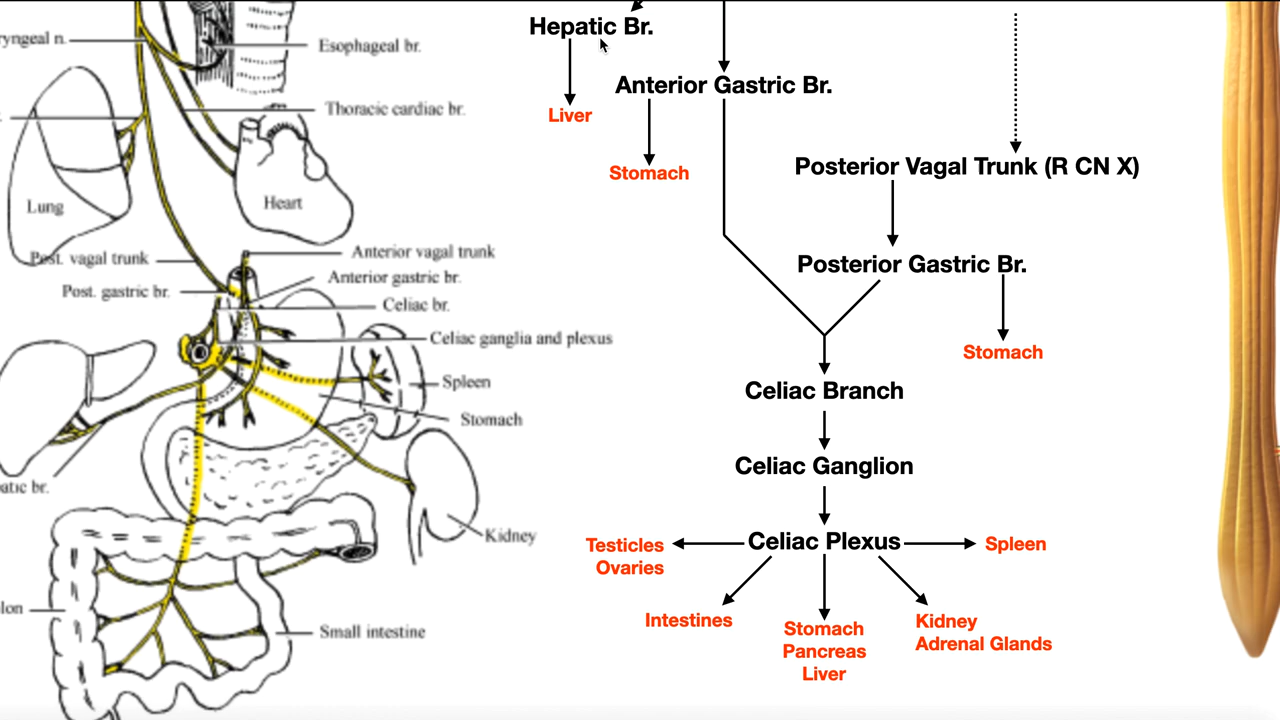 ryngeal n.
Esophageal br.
Thoracic cardiac br.
Lung
Heart
Post. vagal trunk
Anterior vagal trunk
Anterior gastric br.
Post. gastric br.
Celiac br.
Celiac ganglia and plexus
Spleen
Stomach
atic br.
Kidney
lon
Small intestine
Hepatic Br.
Liver
Anterior Gastric Br.
Stomach
Posterior Vagal Trunk (R CN X)
Posterior Gastric Br.
Stomach
Celiac Branch
Celiac Ganglion
Celiac Plexus
Testicles
Ovaries
Spleen
Intestines
Stomach
Pancreas
Liver
Kidney
Adrenal Glands